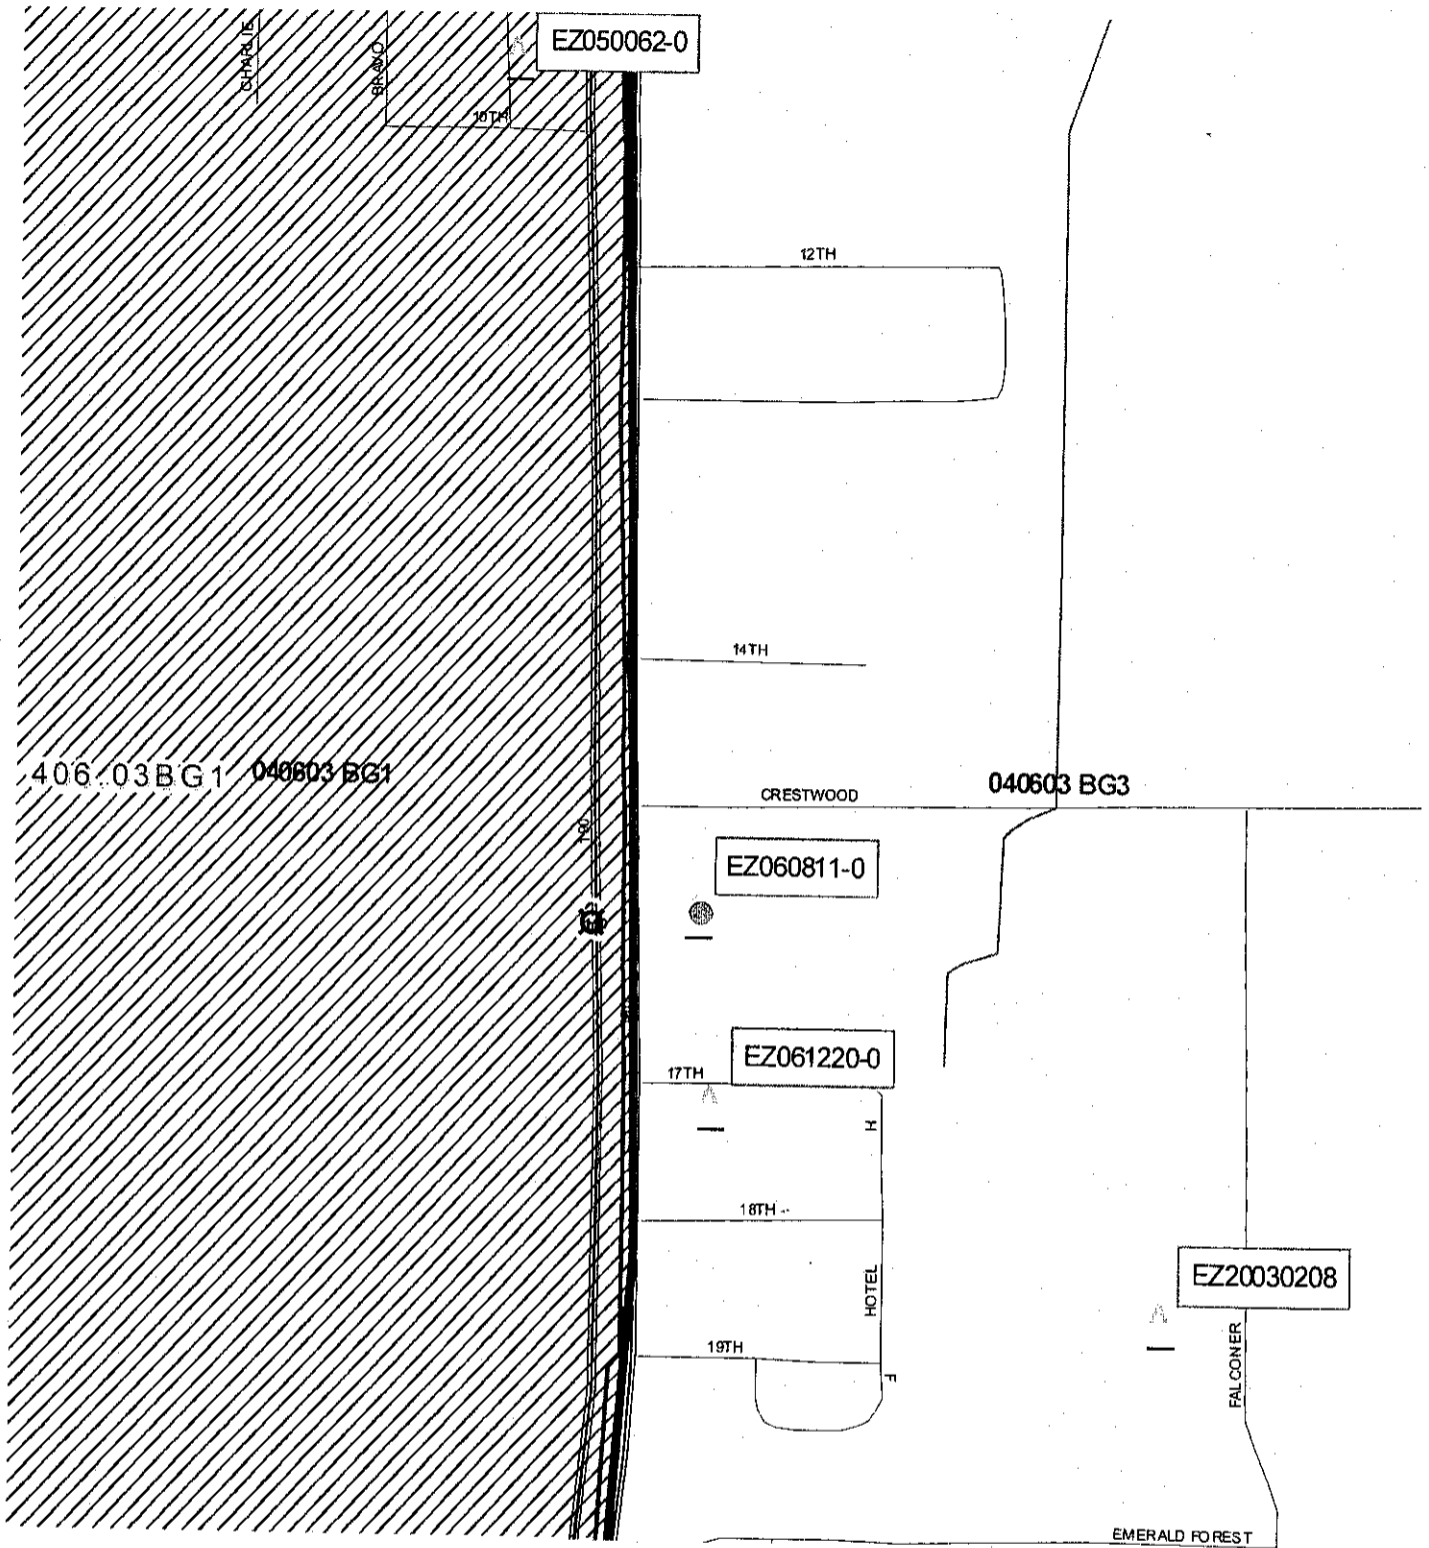 CHARLIE
BRAVO
EZ050062-0
10TH
12TH
14TH
406.03BG1
040603 BG1
040603 BG3
CRESTWOOD
190
EZ060811-0
EZ061220-0
17TH
H
18TH
HOTEL
EZ20030208
19TH
F
FALCONER
EMERALD FOREST